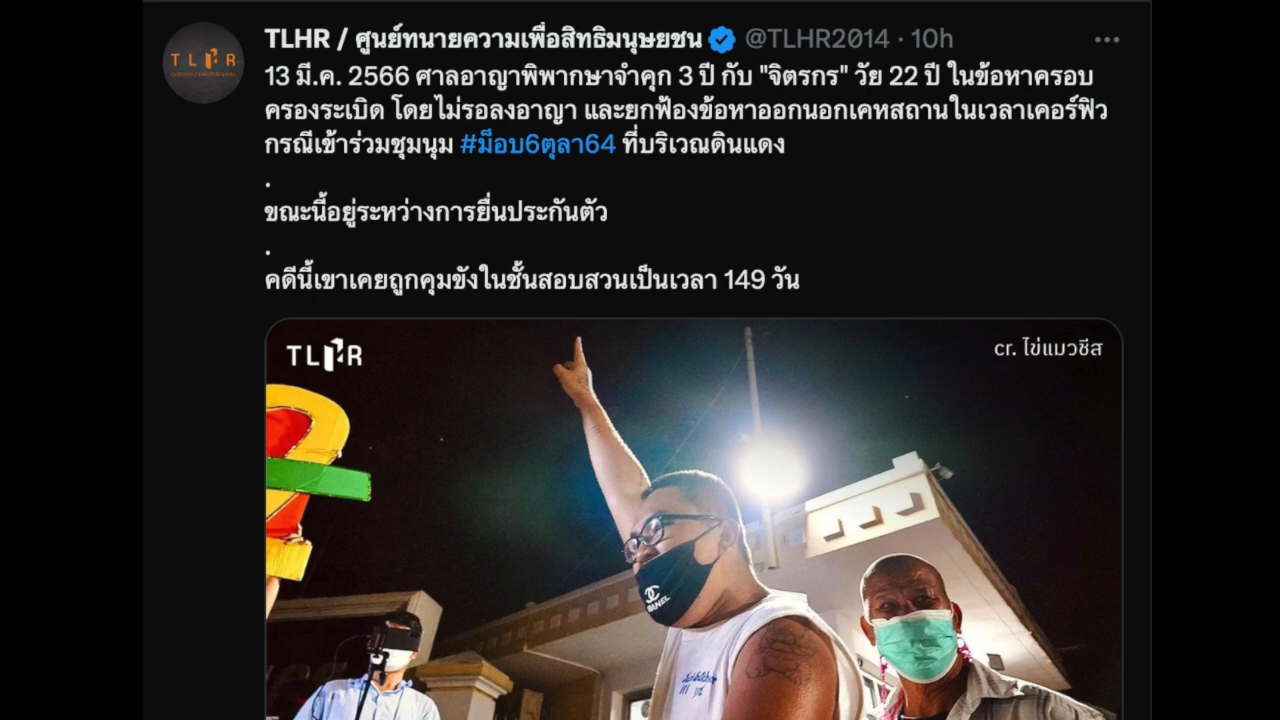 TLHR
TLHR / ศูนย์ทนายความเพื่อสิทธิมนุษยชน @TLHR2014 · 10h
13 มี.ค. 2566 ศาลอาญาพิพากษาจำคุก 3 ปี กับ "จิตรกร" วัย 22 ปี ในข้อหาครอบ
ครองระเบิด โดยไม่รอลงอาญา และยกฟ้องข้อหาออกนอกเคหสถานในเวลาเคอร์ฟิว
กรณีเข้าร่วมชุมนุม #ม็อบ6ตุลา64 ที่บริเวณดินแดง
.
ขณะนี้อยู่ระหว่างการยื่นประกันตัว
.
คดีนี้เขาเคยถูกคุมขังในชั้นสอบสวนเป็นเวลา 149 วัน
TLHR
cr. ไข่แมวชีส
CHANEL